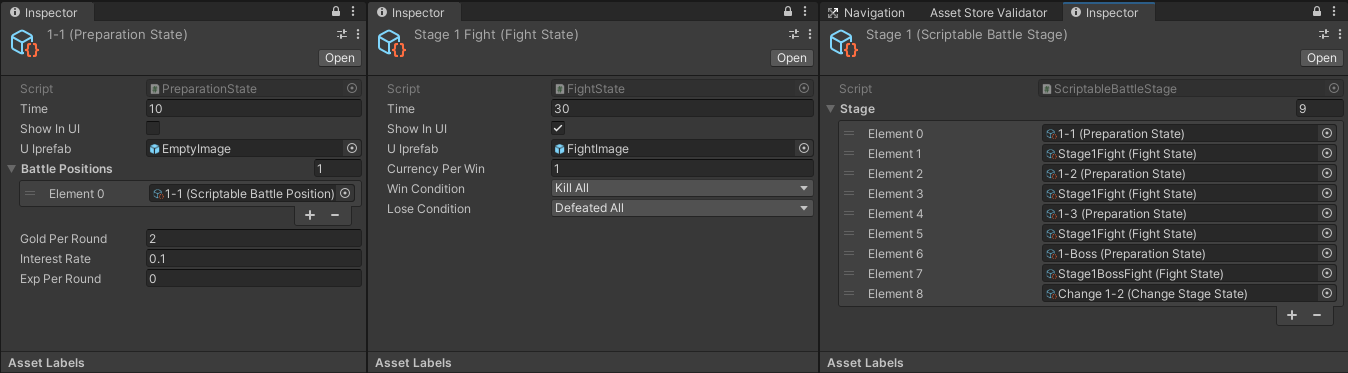 Inspector
1-1 (Preparation State)
Open
Script PreparationState
Time 10
Show In UI
U Iprefab EmptyImage
Battle Positions 1
Element 0 1-1 (Scriptable Battle Position)
+ −
Gold Per Round 2
Interest Rate 0.1
Exp Per Round 0
Asset Labels
Inspector
Stage 1 Fight (Fight State)
Open
Script FightState
Time 30
Show In UI
U Iprefab FightImage
Currency Per Win 1
Win Condition Kill All
Lose Condition Defeated All
Asset Labels
Navigation Asset Store Validator Inspector
Stage 1 (Scriptable Battle Stage)
Open
Script ScriptableBattleStage
Stage 9
Element 0 1-1 (Preparation State)
Element 1 Stage1Fight (Fight State)
Element 2 1-2 (Preparation State)
Element 3 Stage1Fight (Fight State)
Element 4 1-3 (Preparation State)
Element 5 Stage1Fight (Fight State)
Element 6 1-Boss (Preparation State)
Element 7 Stage1BossFight (Fight State)
Element 8 Change 1-2 (Change Stage State)
+ −
Asset Labels